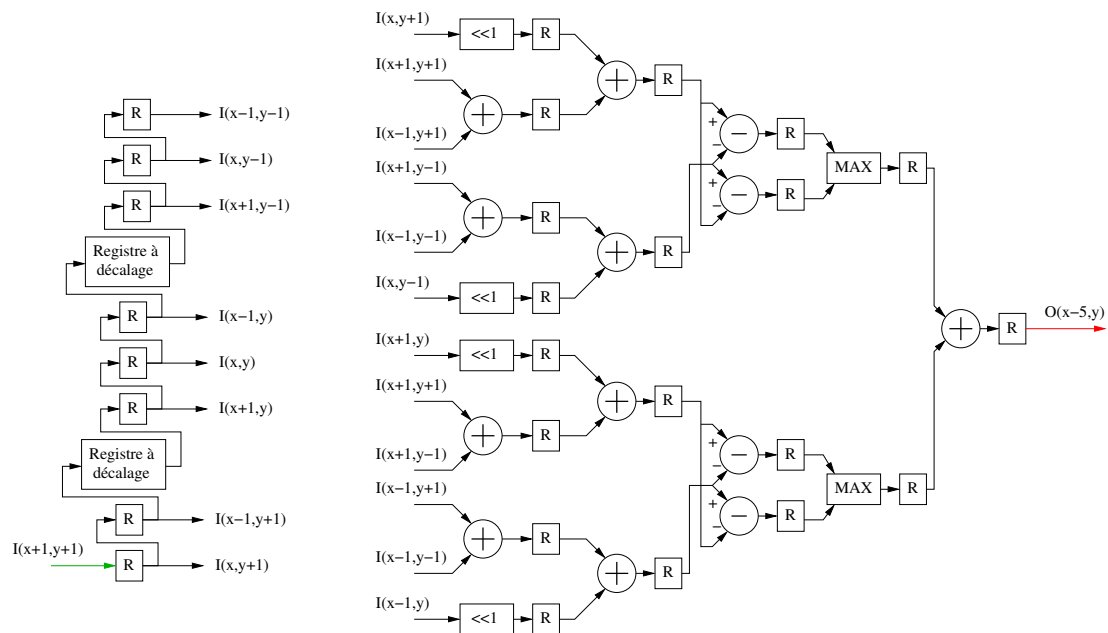 R
I(x−1,y−1)
R
I(x,y−1)
R
I(x+1,y−1)
Registre à
décalage
R
I(x−1,y)
R
I(x,y)
R
I(x+1,y)
Registre à
décalage
R
I(x−1,y+1)
I(x+1,y+1)
R
I(x,y+1)
I(x,y+1)
<<1
R
I(x+1,y+1)
+
R
+
R
I(x−1,y+1)
I(x+1,y−1)
+
R
I(x−1,y−1)
+
R
I(x,y−1)
<<1
R
+
−
−
R
+
−
−
R
MAX
R
I(x+1,y)
<<1
R
I(x+1,y+1)
+
R
+
R
I(x+1,y−1)
I(x−1,y+1)
+
R
I(x−1,y−1)
+
R
I(x−1,y)
<<1
R
+
−
−
R
+
−
−
R
MAX
R
+
R
O(x−5,y)